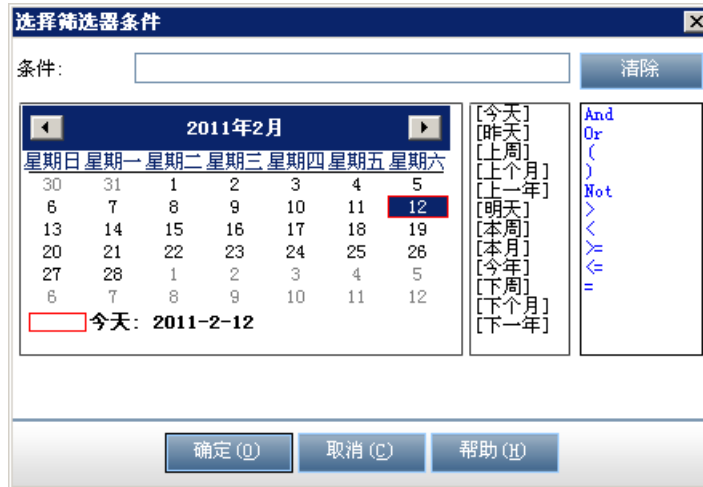 选择筛选器条件
条件:
清除
2011年2月
星期日 星期一 星期二 星期三 星期四 星期五 星期六
30 31 1 2 3 4 5
6 7 8 9 10 11 12
13 14 15 16 17 18 19
20 21 22 23 24 25 26
27 28 1 2 3 4 5
6 7 8 9 10 11 12
今天: 2011-2-12
[今天]
[昨天]
[上周]
[上个月]
[上一年]
[明天]
[本周]
[本月]
[今年]
[下周]
[下个月]
[下一年]
And
Or
(
)
Not
>
<
>=
<=
=
确定(O)
取消(C)
帮助(H)